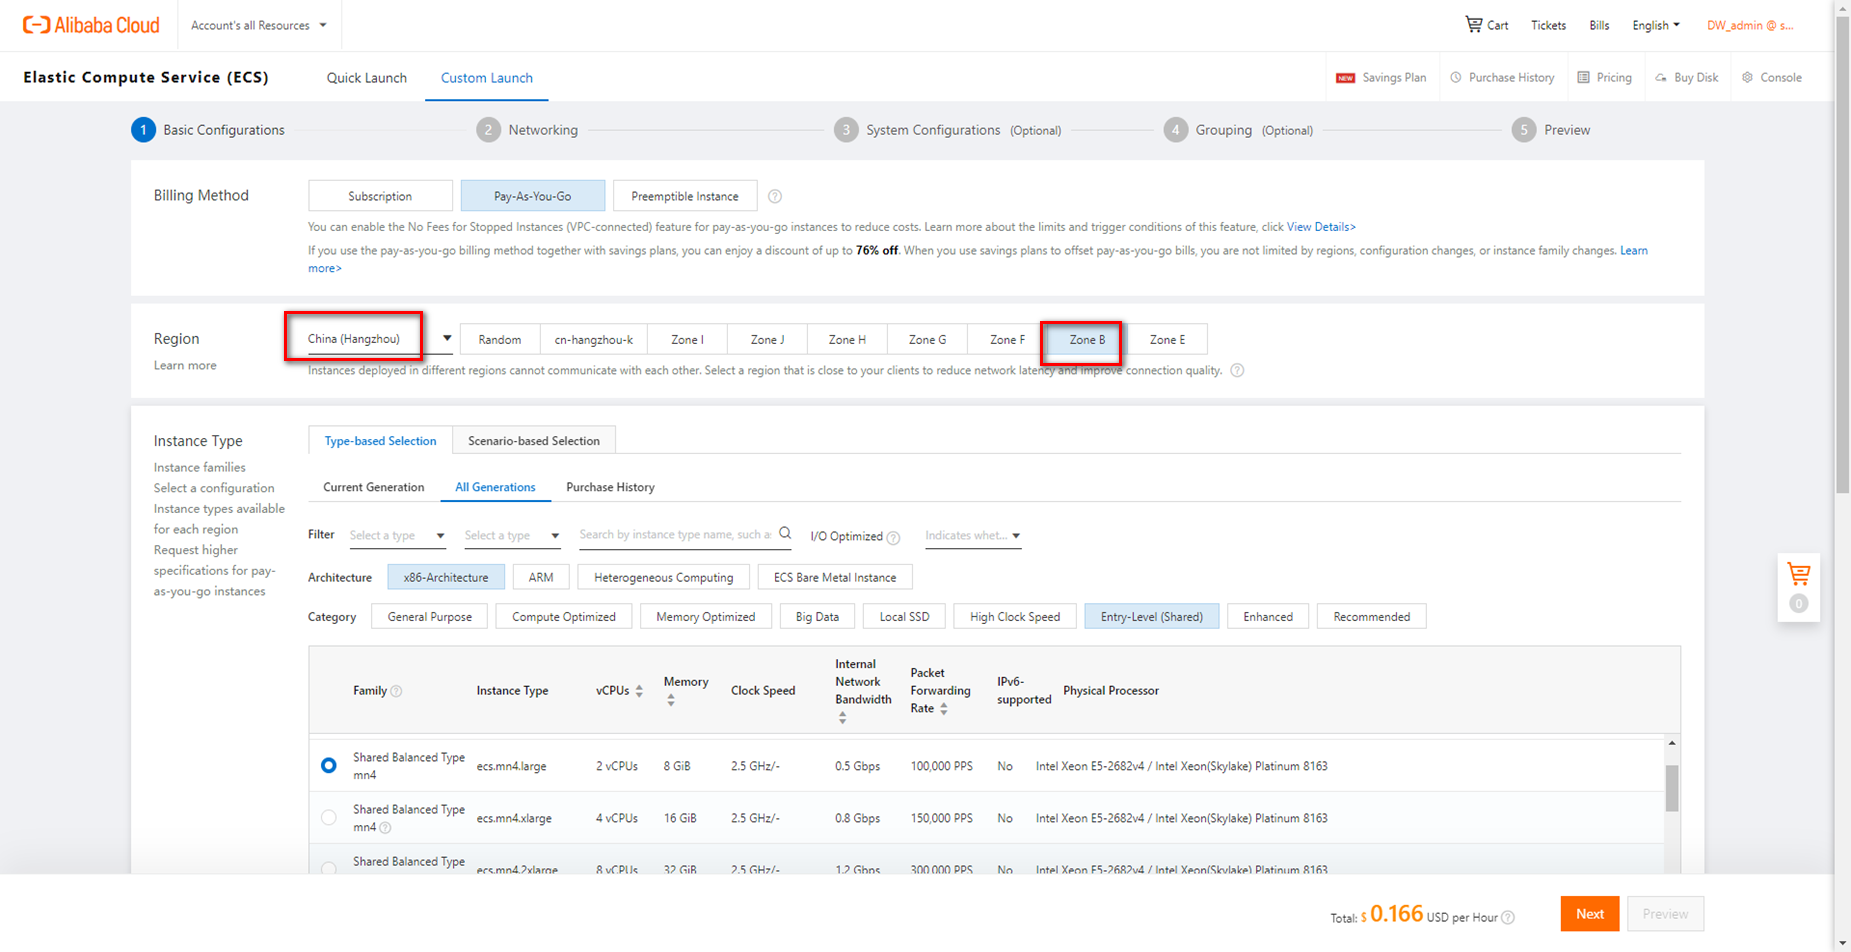 Alibaba Cloud
Account's all Resources
Cart
Tickets
Bills
English
DW_admin @ s...
Elastic Compute Service (ECS)
Quick Launch
Custom Launch
NEW Savings Plan
Purchase History
Pricing
Buy Disk
Console
1 Basic Configurations
2 Networking
3 System Configurations (Optional)
4 Grouping (Optional)
5 Preview
Billing Method
Subscription
Pay-As-You-Go
Preemptible Instance
You can enable the No Fees for Stopped Instances (VPC-connected) feature for pay-as-you-go instances to reduce costs. Learn more about the limits and trigger conditions of this feature, click View Details>
If you use the pay-as-you-go billing method together with savings plans, you can enjoy a discount of up to 76% off. When you use savings plans to offset pay-as-you-go bills, you are not limited by regions, configuration changes, or instance family changes. Learn
more>
Region
Learn more
China (Hangzhou)
Random
cn-hangzhou-k
Zone I
Zone J
Zone H
Zone G
Zone F
Zone B
Zone E
Instances deployed in different regions cannot communicate with each other. Select a region that is close to your clients to reduce network latency and improve connection quality.
Instance Type
Instance families
Select a configuration
Instance types available
for each region
Request higher
specifications for pay-
as-you-go instances
Type-based Selection
Scenario-based Selection
Current Generation
All Generations
Purchase History
Filter
Select a type
Select a type
Search by instance type name, such a
I/O Optimized
Indicates whet...
Architecture
x86-Architecture
ARM
Heterogeneous Computing
ECS Bare Metal Instance
Category
General Purpose
Compute Optimized
Memory Optimized
Big Data
Local SSD
High Clock Speed
Entry-Level (Shared)
Enhanced
Recommended
Family
Instance Type
vCPUs
Memory
Clock Speed
Internal
Network
Bandwidth
Packet
Forwarding
Rate
IPv6-
supported
Physical Processor
Shared Balanced Type
mn4
ecs.mn4.large
2 vCPUs
8 GiB
2.5 GHz/-
0.5 Gbps
100,000 PPS
No
Intel Xeon E5-2682v4 / Intel Xeon(Skylake) Platinum 8163
Shared Balanced Type
mn4
ecs.mn4.xlarge
4 vCPUs
16 GiB
2.5 GHz/-
0.8 Gbps
150,000 PPS
No
Intel Xeon E5-2682v4 / Intel Xeon(Skylake) Platinum 8163
Shared Balanced Type
ecs.mn4.2xlarge
8 vCPUs
32 GiB
2.5 GHz/-
1.2 Gbps
300,000 PPS
No
Intel Xeon E5-2682v4 / Intel Xeon(Skylake) Platinum 8163
0
Total: $ 0.166 USD per Hour
Next
Preview